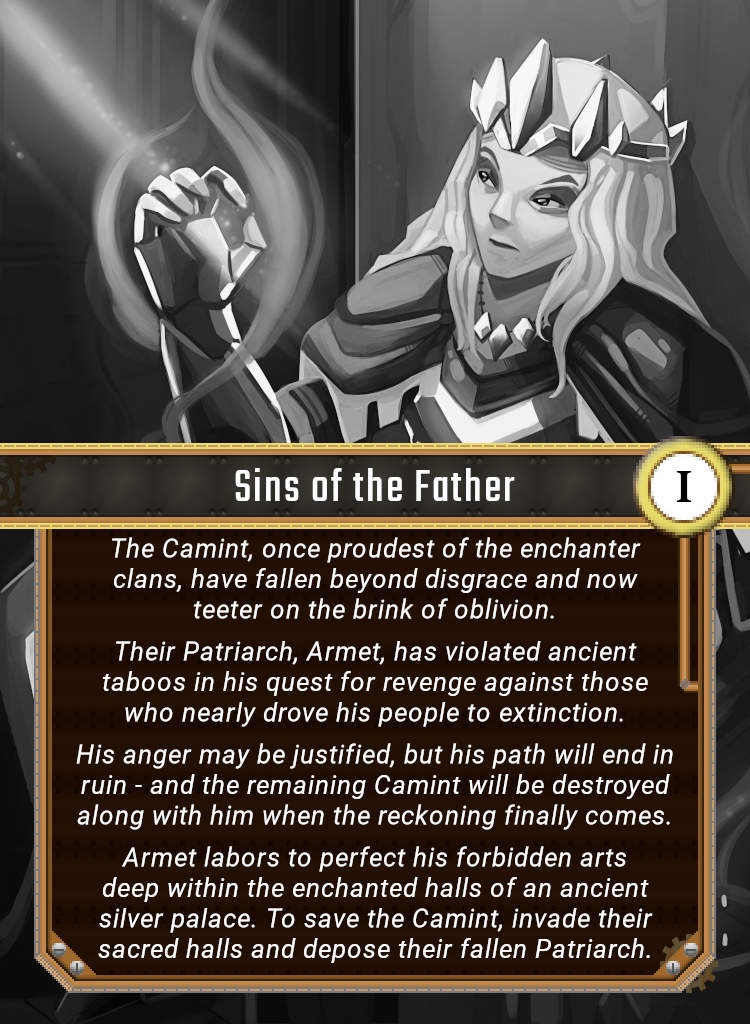 Sins of the Father
I
The Camint, once proudest of the enchanter
clans, have fallen beyond disgrace and now
teeter on the brink of oblivion.
Their Patriarch, Armet, has violated ancient
taboos in his quest for revenge against those
who nearly drove his people to extinction.
His anger may be justified, but his path will end in
ruin - and the remaining Camint will be destroyed
along with him when the reckoning finally comes.
Armet labors to perfect his forbidden arts
deep within the enchanted halls of an ancient
silver palace. To save the Camint, invade their
sacred halls and depose their fallen Patriarch.